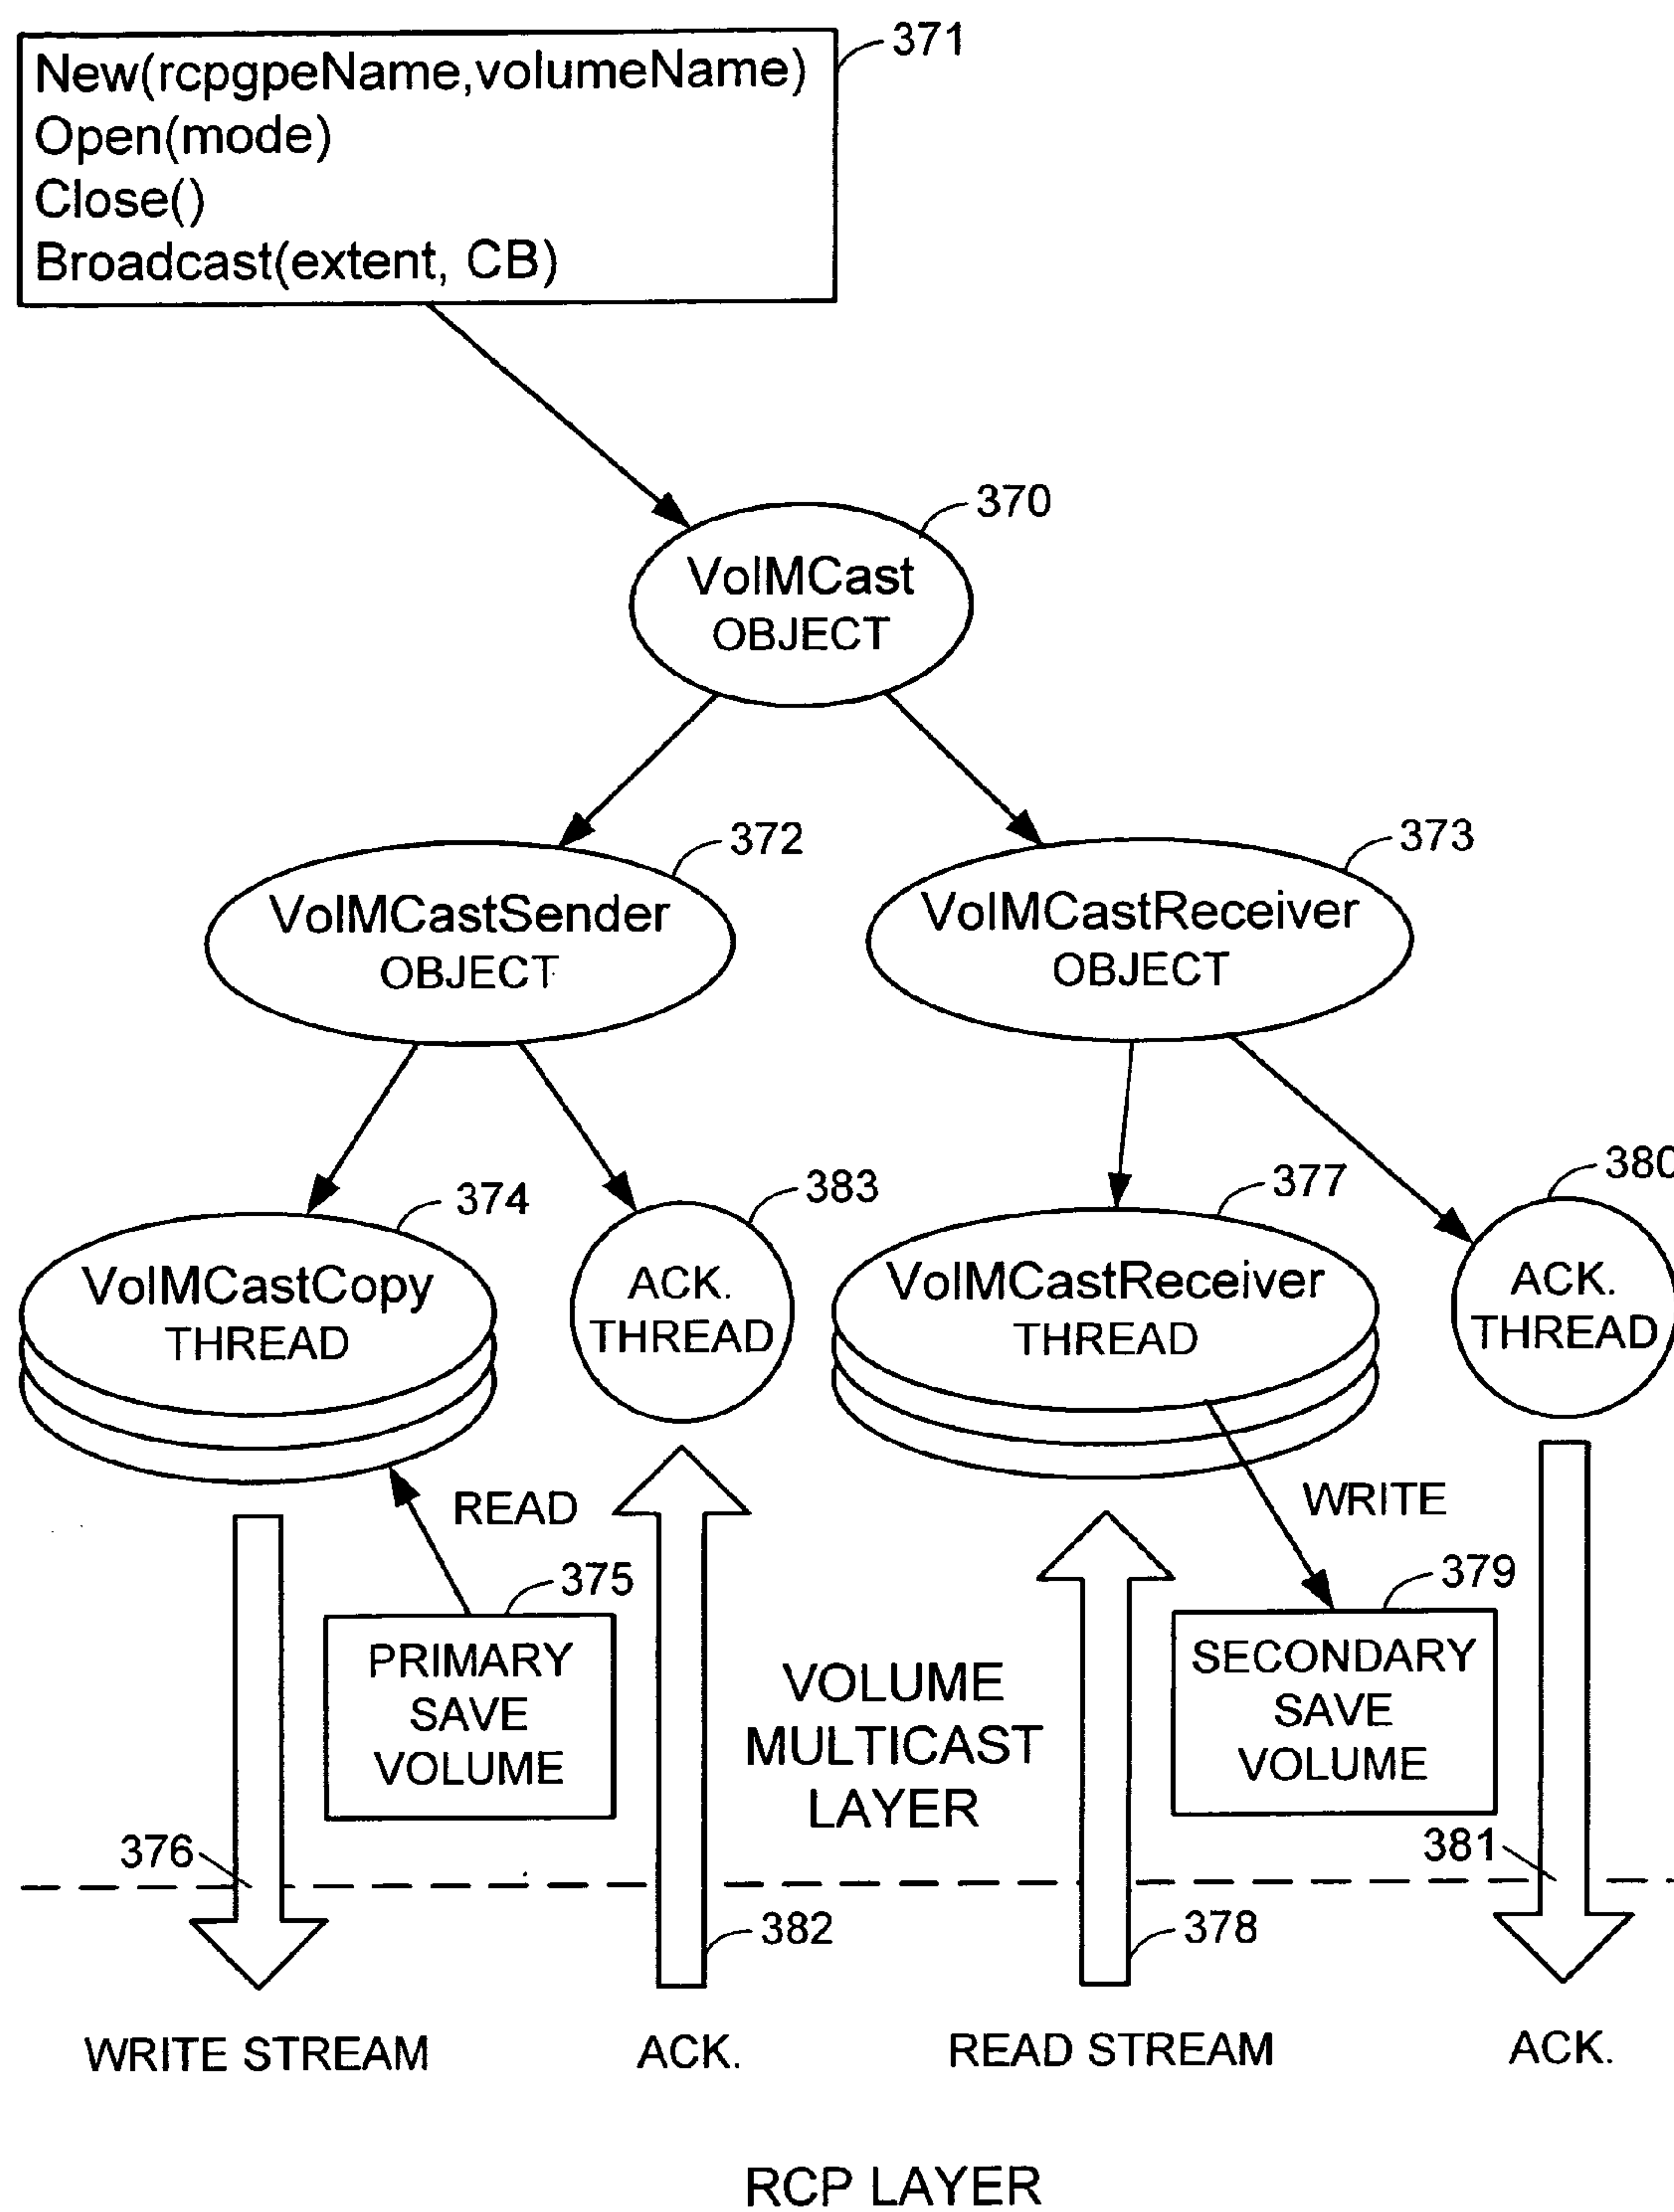 371
New(rcpgpeName,volumeName)
Open(mode)
Close()
Broadcast(extent, CB)
370
VolMCast
OBJECT
372
VolMCastSender
OBJECT
373
VolMCastReceiver
OBJECT
374
VolMCastCopy
THREAD
383
ACK.
THREAD
377
VolMCastReceiver
THREAD
380
ACK.
THREAD
READ
WRITE
375
PRIMARY
SAVE
VOLUME
VOLUME
MULTICAST
LAYER
379
SECONDARY
SAVE
VOLUME
376
381
382
378
WRITE STREAM
ACK.
READ STREAM
ACK.
RCP LAYER